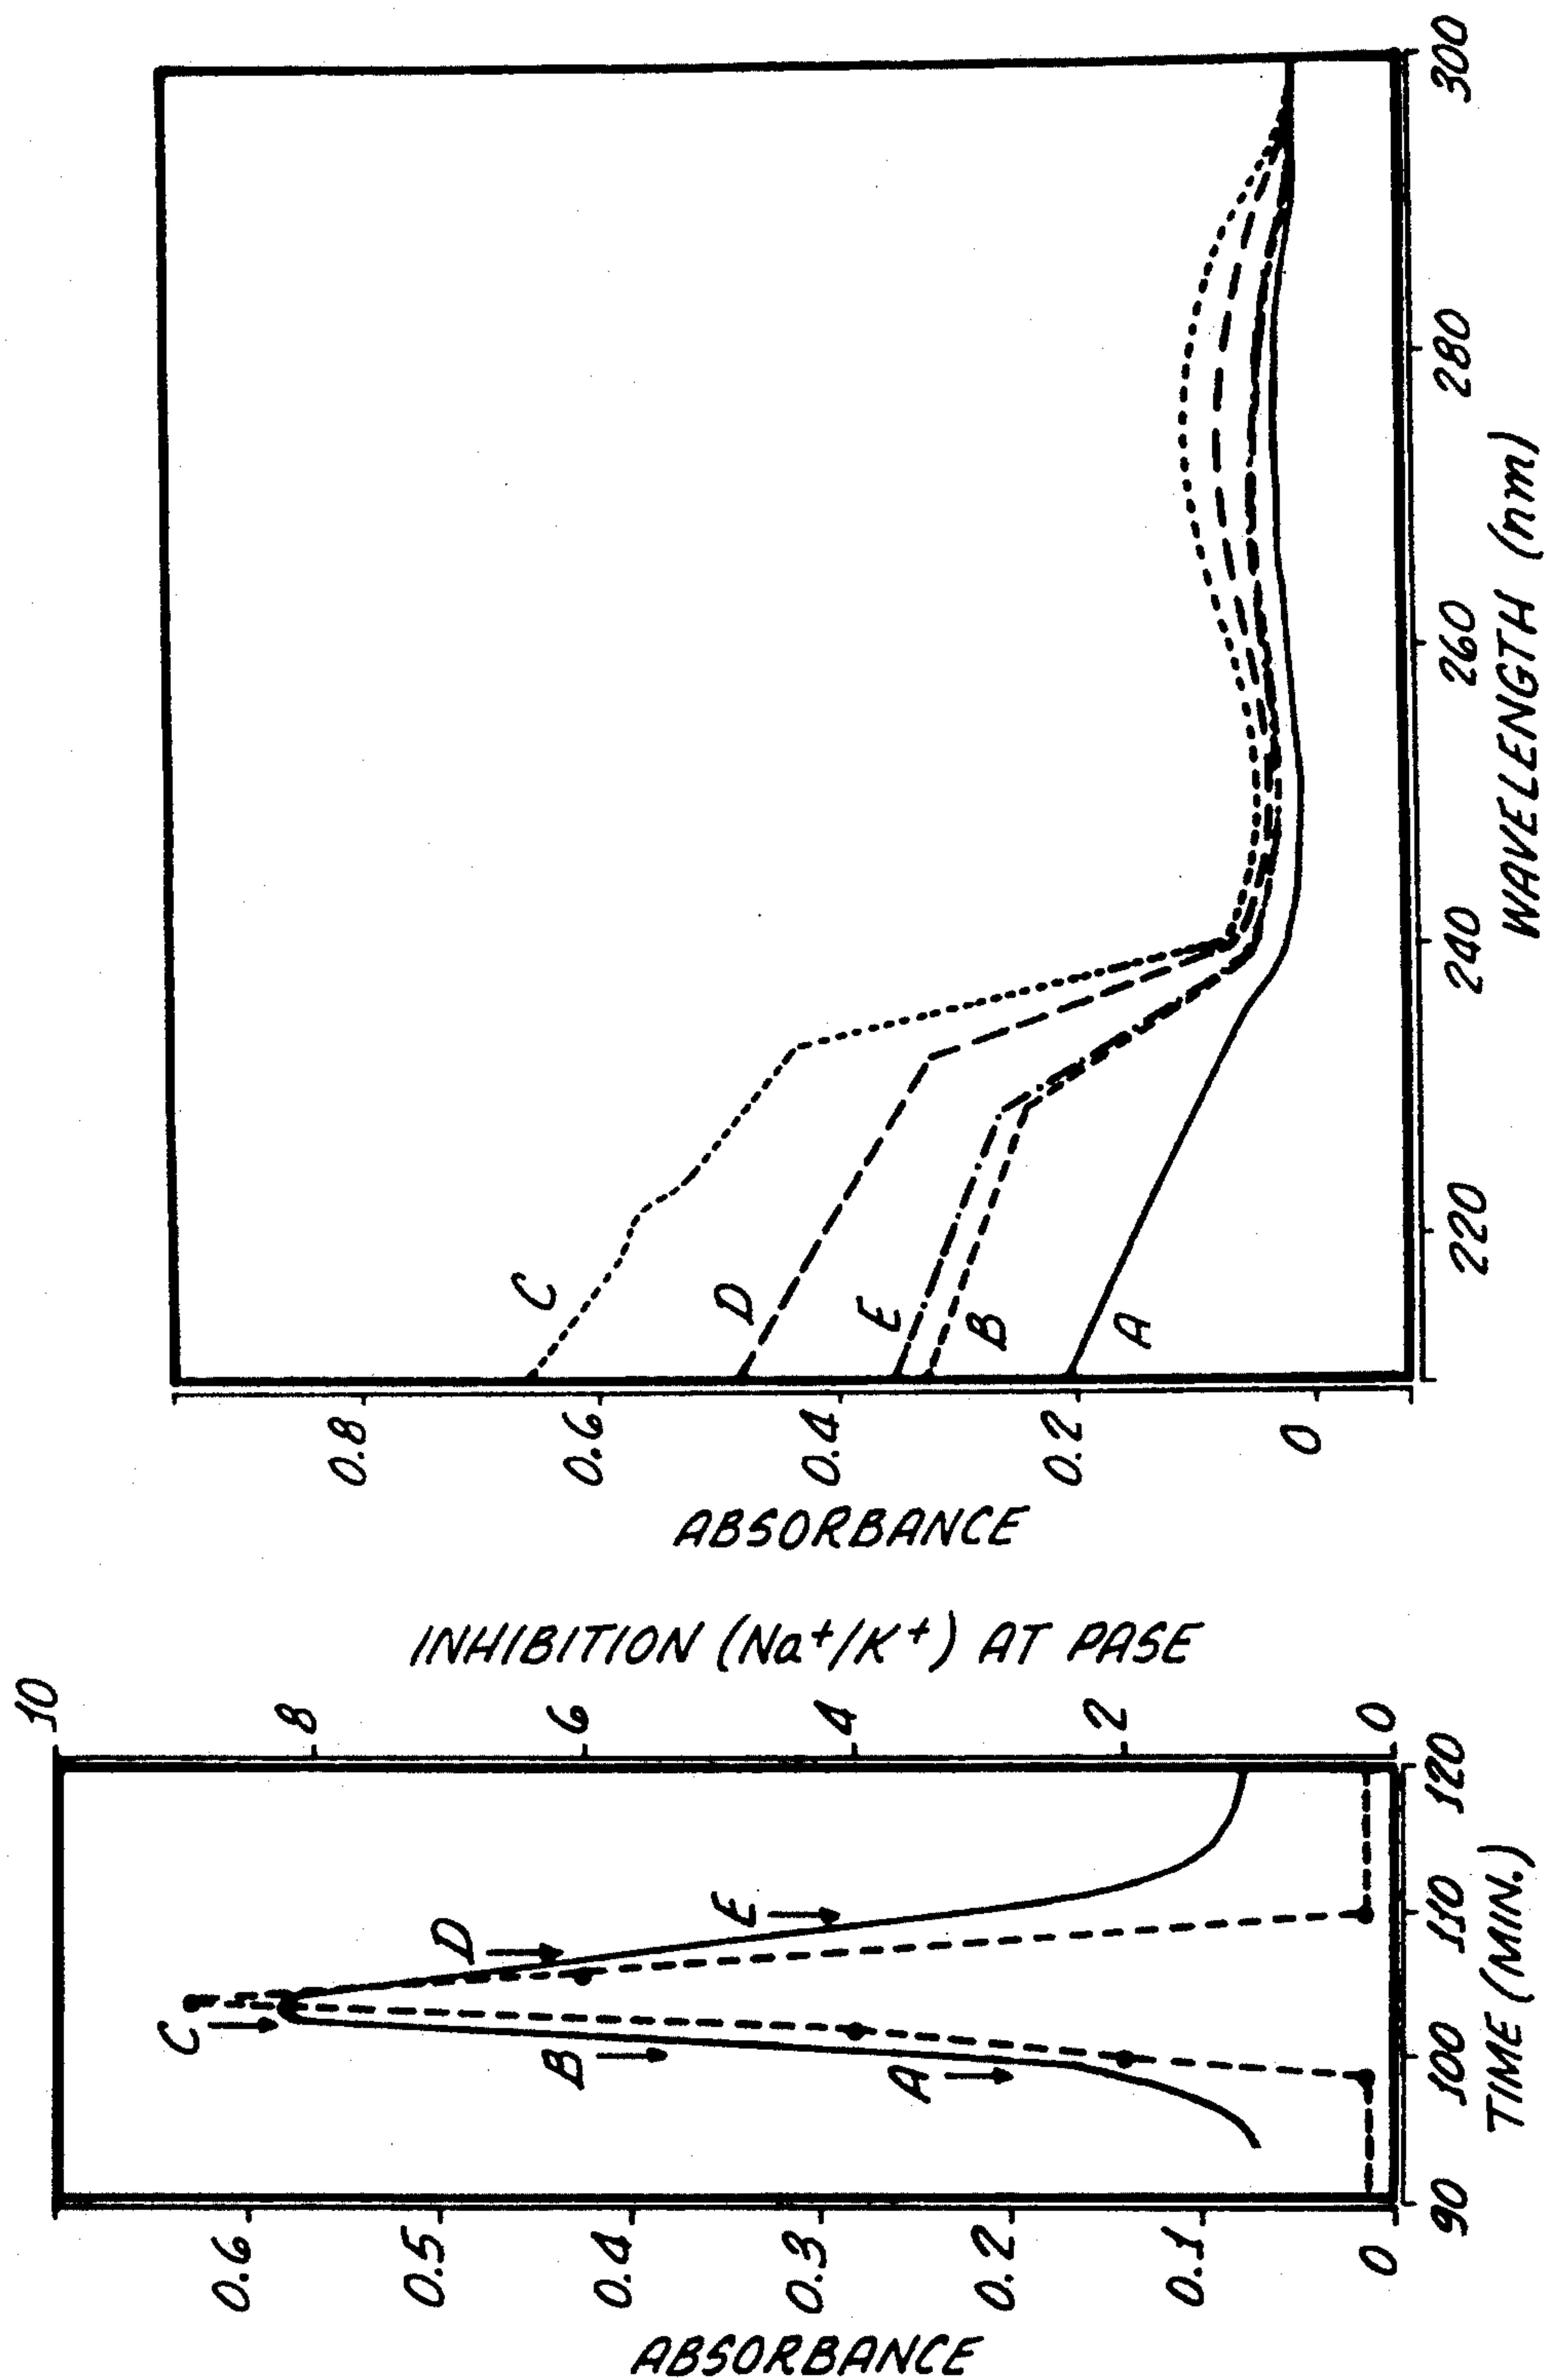 ABSORBANCE
0.6
0.5
0.4
0.3
0.2
0.1
0
90
100
110
120
TIME (MIN.)
A
B
C
D
E
10
8
6
4
2
0
INHIBITION (Na+/K+) AT PASE
ABSORBANCE
0.8
0.6
0.4
0.2
0
C
D
E
B
A
220
240
260
280
300
WAVELENGTH (nm)